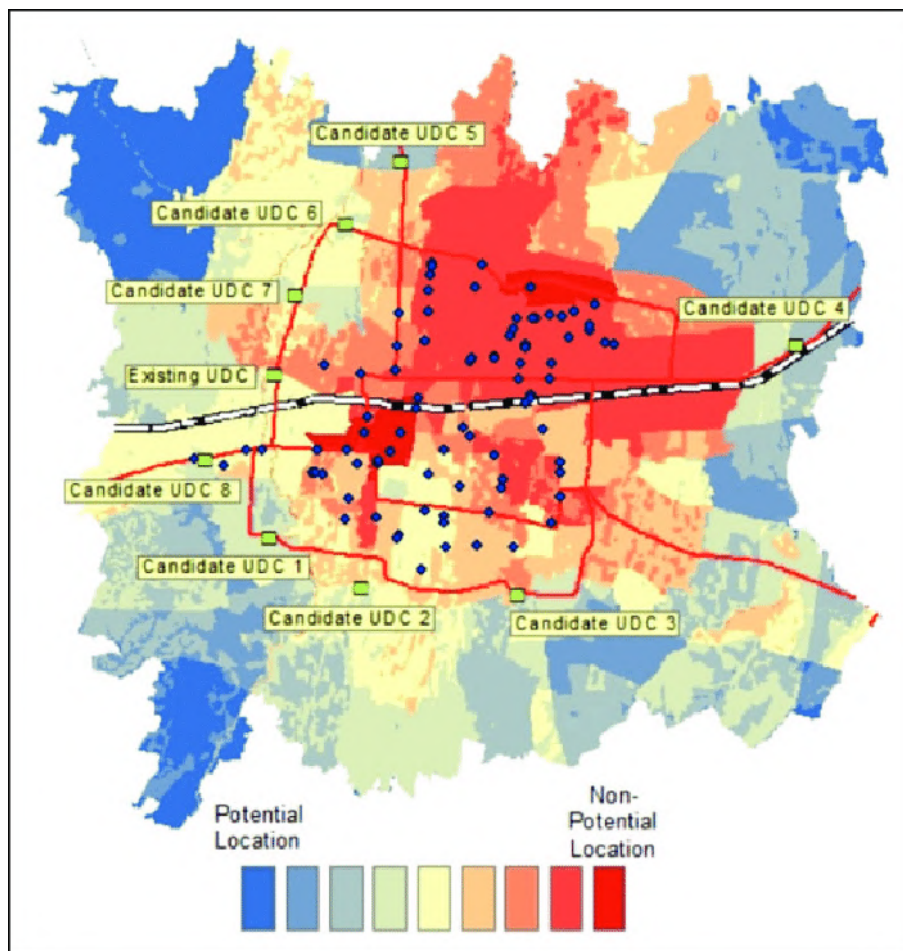 Candidate UDC 5
Candidate UDC 6
Candidate UDC 7
Candidate UDC 4
Existing UDC
Candidate UDC 8
Candidate UDC 1
Candidate UDC 2
Candidate UDC 3
Potential
Location
Non-
Potential
Location